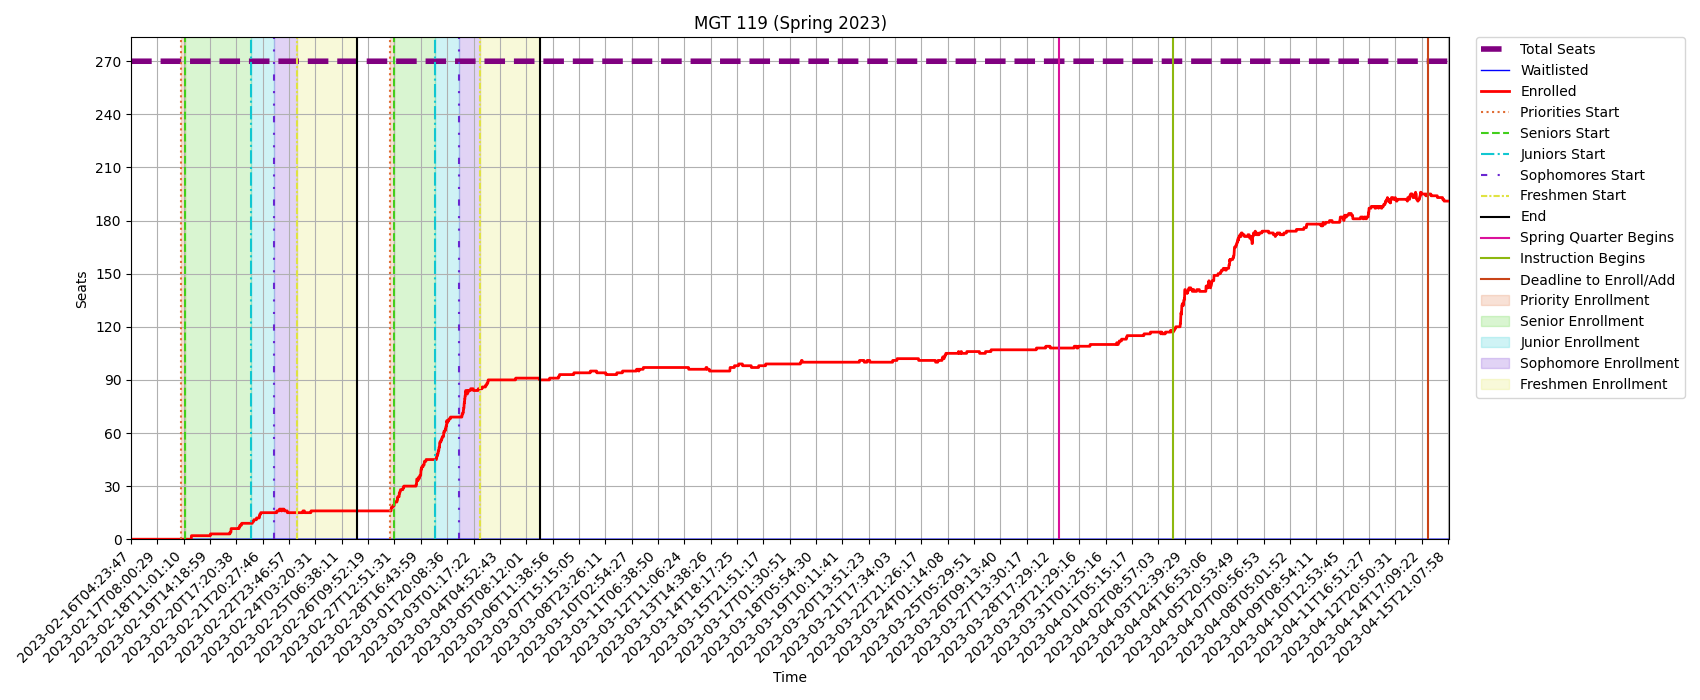 MGT 119 (Spring 2023)
270
240
210
180
150
120
90
60
30
0
Seats
2023-02-16T04:23:47
2023-02-17T08:00:29
2023-02-18T11:01:10
2023-02-19T14:18:59
2023-02-20T17:20:38
2023-02-21T20:27:46
2023-02-22T23:46:57
2023-02-24T03:20:31
2023-02-25T06:38:11
2023-02-26T09:52:19
2023-02-27T12:51:31
2023-02-28T16:43:59
2023-03-01T20:08:36
2023-03-03T01:17:22
2023-03-04T04:52:43
2023-03-05T08:12:01
2023-03-06T11:38:56
2023-03-07T15:15:05
2023-03-08T23:26:11
2023-03-10T02:54:27
2023-03-11T06:38:50
2023-03-12T11:06:24
2023-03-13T14:38:26
2023-03-14T18:17:25
2023-03-15T21:51:17
2023-03-17T01:30:51
2023-03-18T05:54:30
2023-03-19T10:11:41
2023-03-20T13:51:23
2023-03-21T17:34:03
2023-03-22T21:26:17
2023-03-24T01:14:08
2023-03-25T05:29:51
2023-03-26T09:13:40
2023-03-27T13:30:17
2023-03-28T17:29:12
2023-03-29T21:29:16
2023-03-31T01:25:16
2023-04-01T05:15:17
2023-04-02T08:57:03
2023-04-03T12:39:29
2023-04-04T16:53:06
2023-04-05T20:53:49
2023-04-07T00:56:53
2023-04-08T05:01:52
2023-04-09T08:54:11
2023-04-10T12:53:45
2023-04-11T16:51:27
2023-04-12T20:50:31
2023-04-14T17:09:22
2023-04-15T21:07:58
Time
Total Seats
Waitlisted
Enrolled
Priorities Start
Seniors Start
Juniors Start
Sophomores Start
Freshmen Start
End
Spring Quarter Begins
Instruction Begins
Deadline to Enroll/Add
Priority Enrollment
Senior Enrollment
Junior Enrollment
Sophomore Enrollment
Freshmen Enrollment